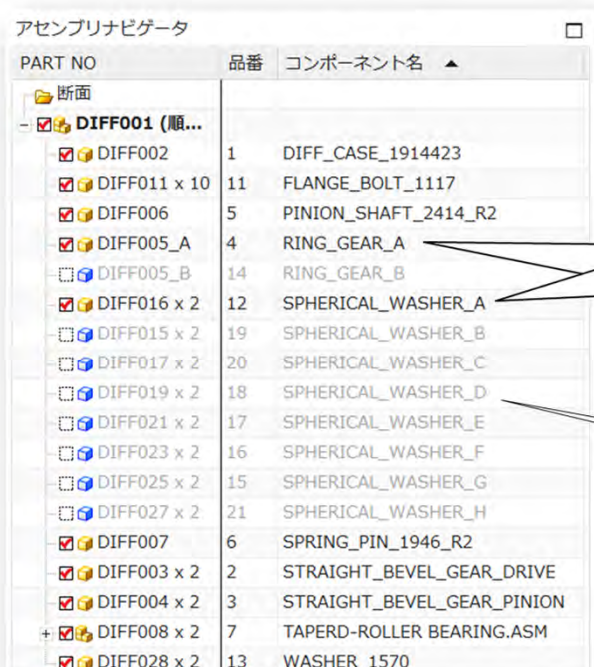 アセンブリナビゲータ
PART NO 品番 コンポーネント名 ▲
断面
DIFF001 (順...
DIFF002 1 DIFF_CASE_1914423
DIFF011 x 10 11 FLANGE_BOLT_1117
DIFF006 5 PINION_SHAFT_2414_R2
DIFF005_A 4 RING_GEAR_A
DIFF005_B 14 RING_GEAR_B
DIFF016 x 2 12 SPHERICAL_WASHER_A
DIFF015 x 2 19 SPHERICAL_WASHER_B
DIFF017 x 2 20 SPHERICAL_WASHER_C
DIFF019 x 2 18 SPHERICAL_WASHER_D
DIFF021 x 2 17 SPHERICAL_WASHER_E
DIFF023 x 2 16 SPHERICAL_WASHER_F
DIFF025 x 2 15 SPHERICAL_WASHER_G
DIFF027 x 2 21 SPHERICAL_WASHER_H
DIFF007 6 SPRING_PIN_1946_R2
DIFF003 x 2 2 STRAIGHT_BEVEL_GEAR_DRIVE
DIFF004 x 2 3 STRAIGHT_BEVEL_GEAR_PINION
DIFF008 x 2 7 TAPERD-ROLLER BEARING.ASM
DIFF028 x 2 13 WASHER_1570